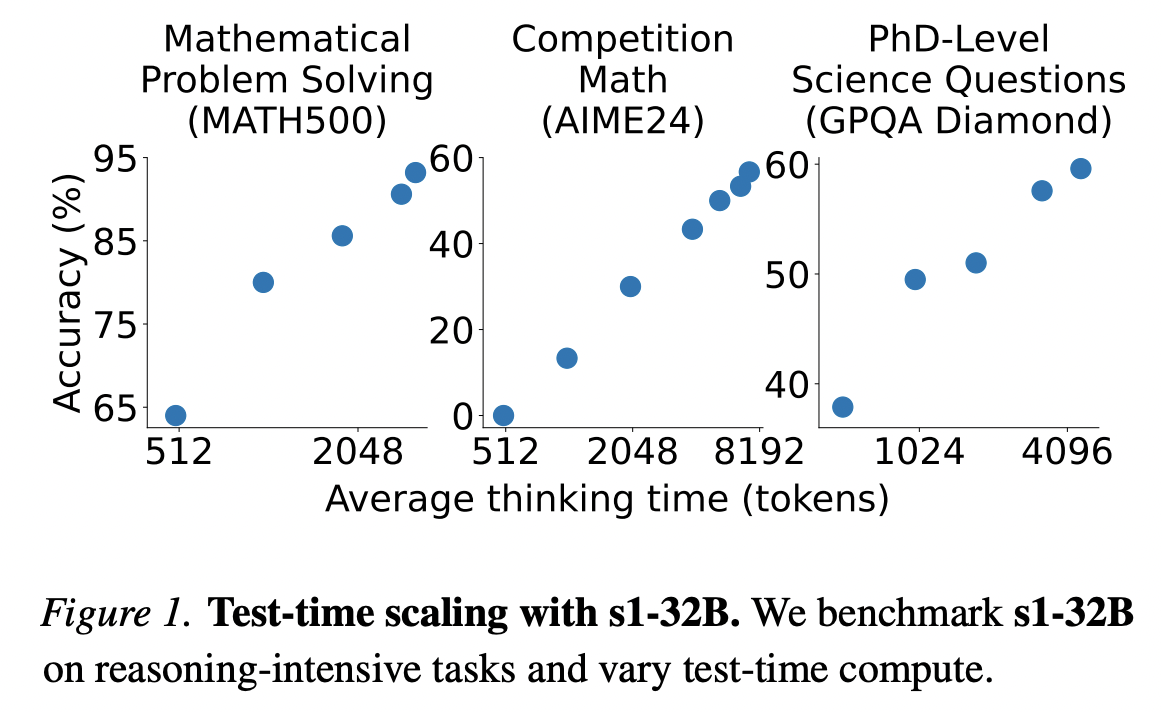 Mathematical
Problem Solving
(MATH500)
Competition
Math
(AIME24)
PhD-Level
Science Questions
(GPQA Diamond)
Accuracy (%)
95
85
75
65
512
2048
60
40
20
0
512
2048
8192
60
50
40
1024
4096
Average thinking time (tokens)
Figure 1. Test-time scaling with s1-32B. We benchmark s1-32B
on reasoning-intensive tasks and vary test-time compute.